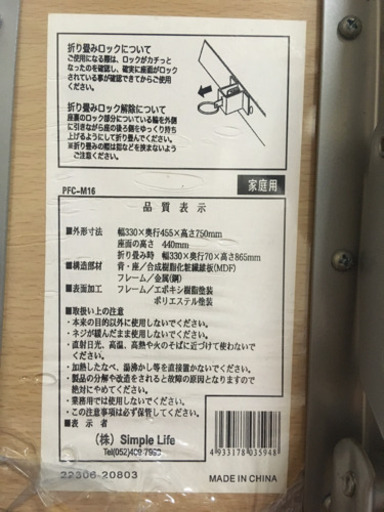 折り畳みロックについて
ご使用になる際は、ロックがカチっと
なったのを確認し、確実に座面がロック
されている事が確認できてからご使用
ください。
折り畳みロック解除について
座裏のロック部分についている輪を外側
に引きながら座の後ろ側をゆっくり持ち
上げるようにして折り畳んでください。
※折り畳みの際は指などを挟まないよう
十分にご注意ください。
PFC-M16
家庭用
品質表示
■外形寸法 幅330×奥行455×高さ750mm
座面の高さ 440mm
折り畳み時 幅330×奥行70×高さ865mm
■構造部材 背・座／合成樹脂化粧繊維板(MDF)
フレーム／金属(鋼)
■表面加工 フレーム／エポキシ樹脂塗装
ポリエステル塗装
■取扱い上の注意
・本来の目的以外に使用しないでください。
・ネジが緩んだまま使用しないでください。
・直射日光、高温、高熱や火のそばに近づけて使わないで
ください。
・加熱したなべ、湯沸かし等を直接置かないでください。
・製品の分解や改造をされると故障の原因となりますので
絶対にやめてください。
・業務用では使用しないでください。
・この注意事項は必ず保管してください。
■表示者
(株) Simple Life
Tel(052)409-7993
4 933178 035948
22306-20803
MADE IN CHINA